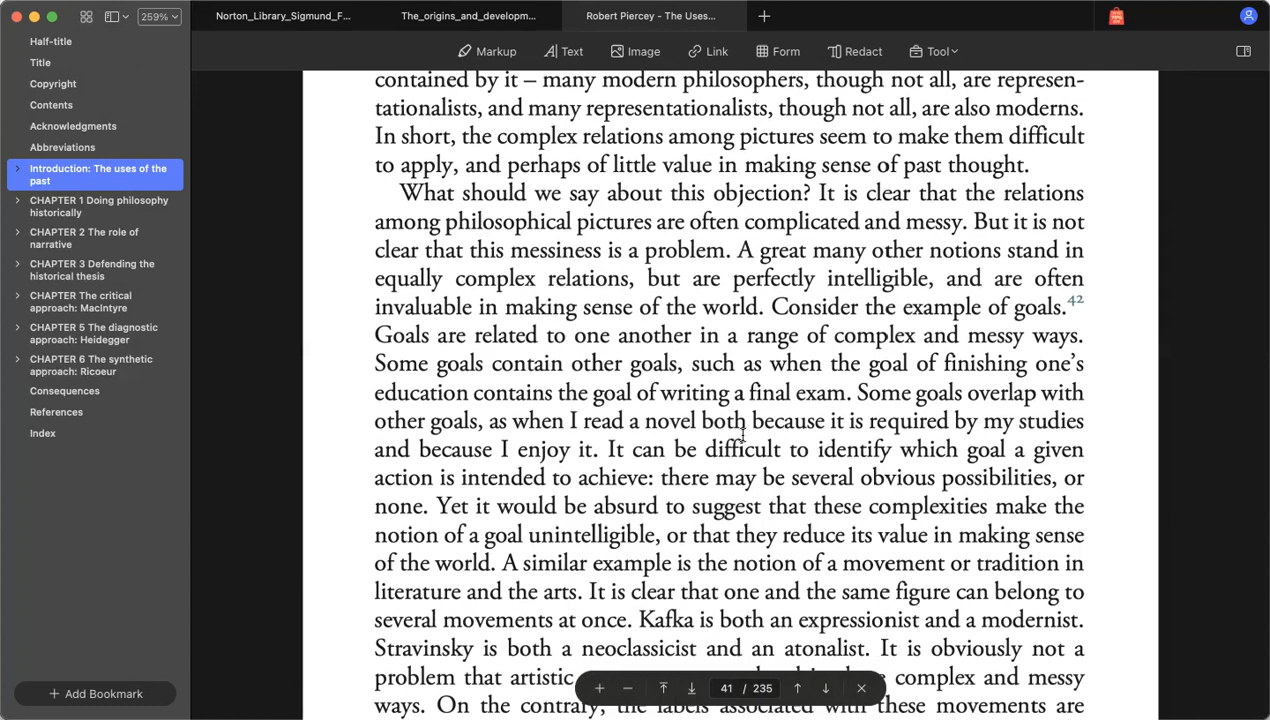 259%
Norton_Library_Sigmund_F...
The_origins_and_developm...
Robert Piercey - The Uses...
Markup
Text
Image
Link
Form
Redact
Tool
Half-title
Title
Copyright
Contents
Acknowledgments
Abbreviations
Introduction: The uses of the
past
CHAPTER 1 Doing philosophy
historically
CHAPTER 2 The role of
narrative
CHAPTER 3 Defending the
historical thesis
CHAPTER The critical
approach: MacIntyre
CHAPTER 5 The diagnostic
approach: Heidegger
CHAPTER 6 The synthetic
approach: Ricoeur
Consequences
References
Index
+ Add Bookmark
contained by it – many modern philosophers, though not all, are represen-
tationalists, and many representationalists, though not all, are also moderns.
In short, the complex relations among pictures seem to make them difficult
to apply, and perhaps of little value in making sense of past thought.
What should we say about this objection? It is clear that the relations
among philosophical pictures are often complicated and messy. But it is not
clear that this messiness is a problem. A great many other notions stand in
equally complex relations, but are perfectly intelligible, and are often
invaluable in making sense of the world. Consider the example of goals.42
Goals are related to one another in a range of complex and messy ways.
Some goals contain other goals, such as when the goal of finishing one's
education contains the goal of writing a final exam. Some goals overlap with
other goals, as when I read a novel both because it is required by my studies
and because I enjoy it. It can be difficult to identify which goal a given
action is intended to achieve: there may be several obvious possibilities, or
none. Yet it would be absurd to suggest that these complexities make the
notion of a goal unintelligible, or that they reduce its value in making sense
of the world. A similar example is the notion of a movement or tradition in
literature and the arts. It is clear that one and the same figure can belong to
several movements at once. Kafka is both an expressionist and a modernist.
Stravinsky is both a neoclassicist and an atonalist. It is obviously not a
problem that artistic complex and messy
ways. On the contrary, the labels associated with these movements are
41 / 235